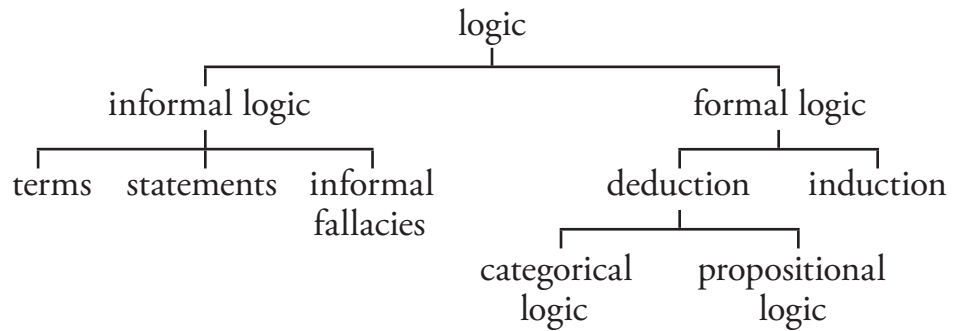 logic
informal logic
formal logic
terms
statements
informal
fallacies
deduction
induction
categorical
logic
propositional
logic